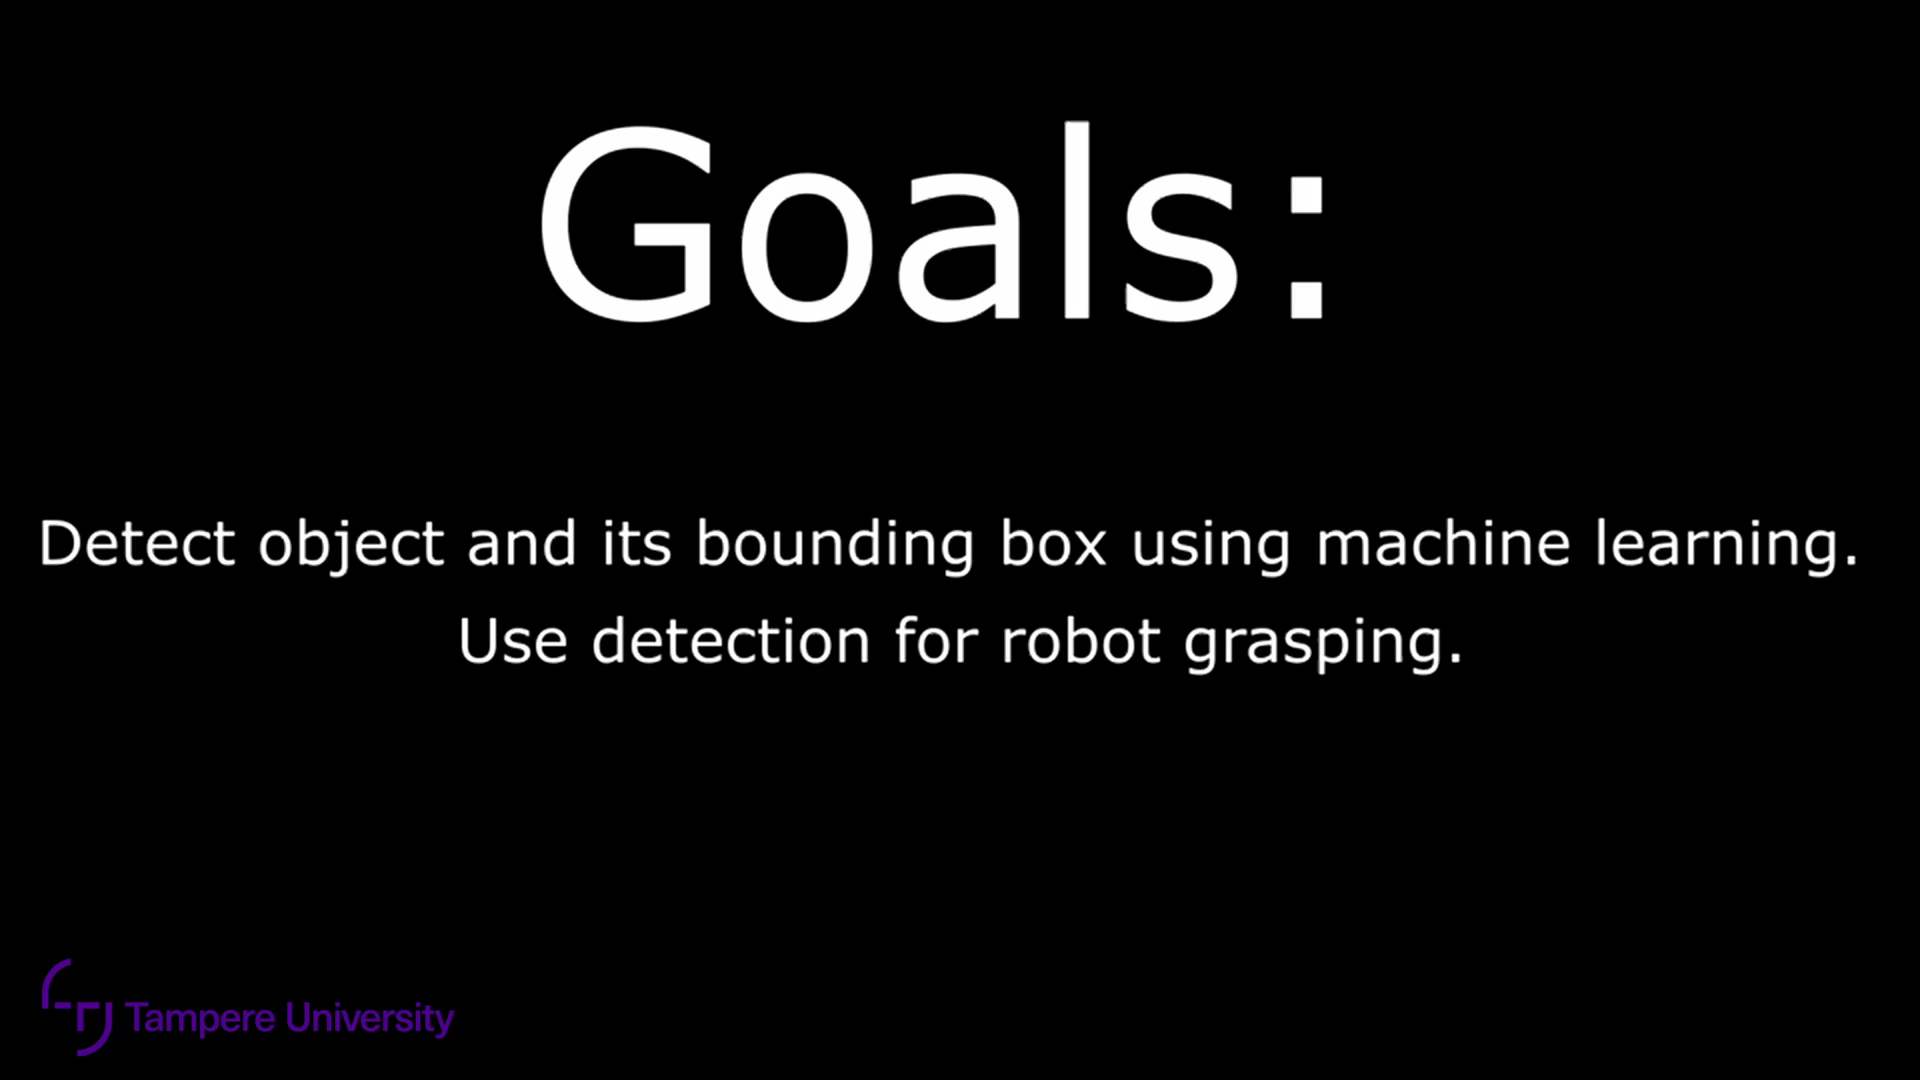 Goals:
Detect object and its bounding box using machine learning.
Use detection for robot grasping.
Tampere University